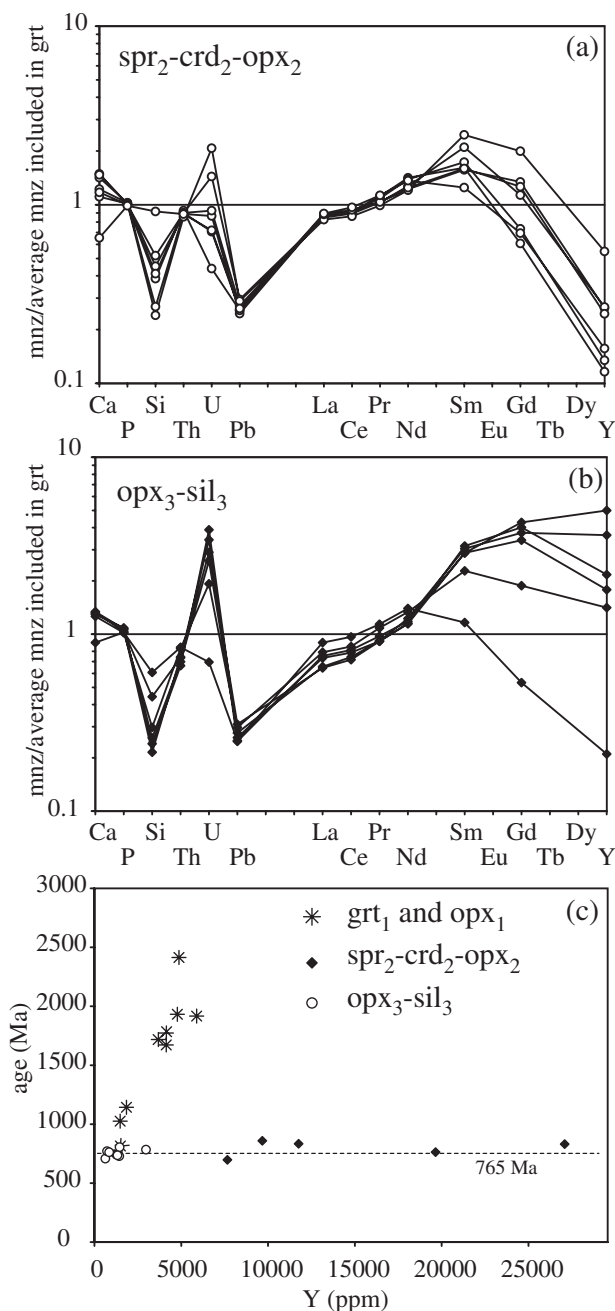 10
(a)
spr2-crd2-opx2
1
0.1
mnz/average mnz included in grt
Ca Si U La Pr Sm Gd Dy
P Th Pb Ce Nd Eu Tb Y
10
(b)
opx3-sil3
1
0.1
mnz/average mnz included in grt
Ca Si U La Pr Sm Gd Dy
P Th Pb Ce Nd Eu Tb Y
3000
(c)
grt1 and opx1
2500
spr2-crd2-opx2
2000
opx3-sil3
1500
1000
500
765 Ma
0
age (Ma)
0 5000 10000 15000 20000 25000
Y (ppm)